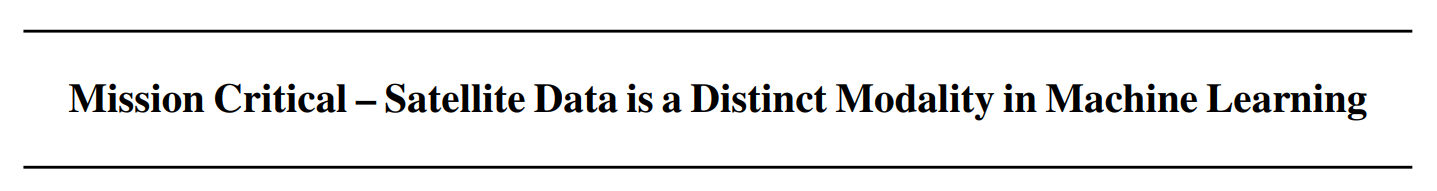 Mission Critical – Satellite Data is a Distinct Modality in Machine Learning